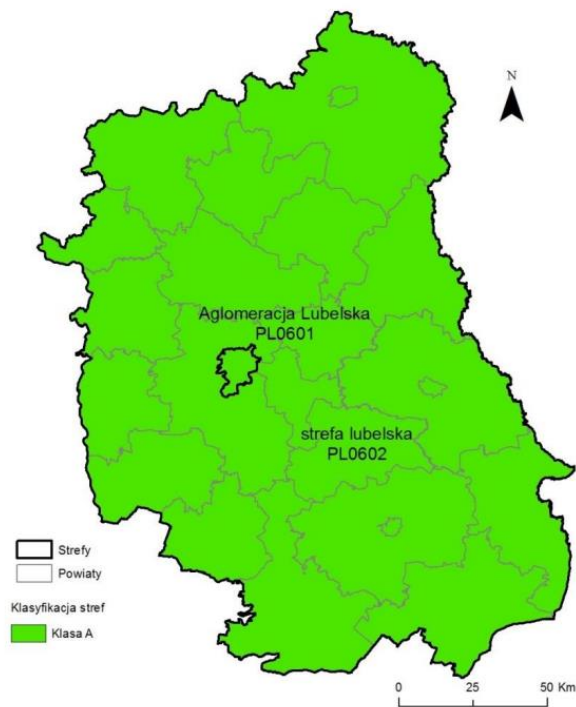 N
Aglomeracja Lubelska
PL0601
strefa lubelska
PL0602
Strefy
Powiaty
Klasyfikacja stref
Klasa A
0 25 50 Km